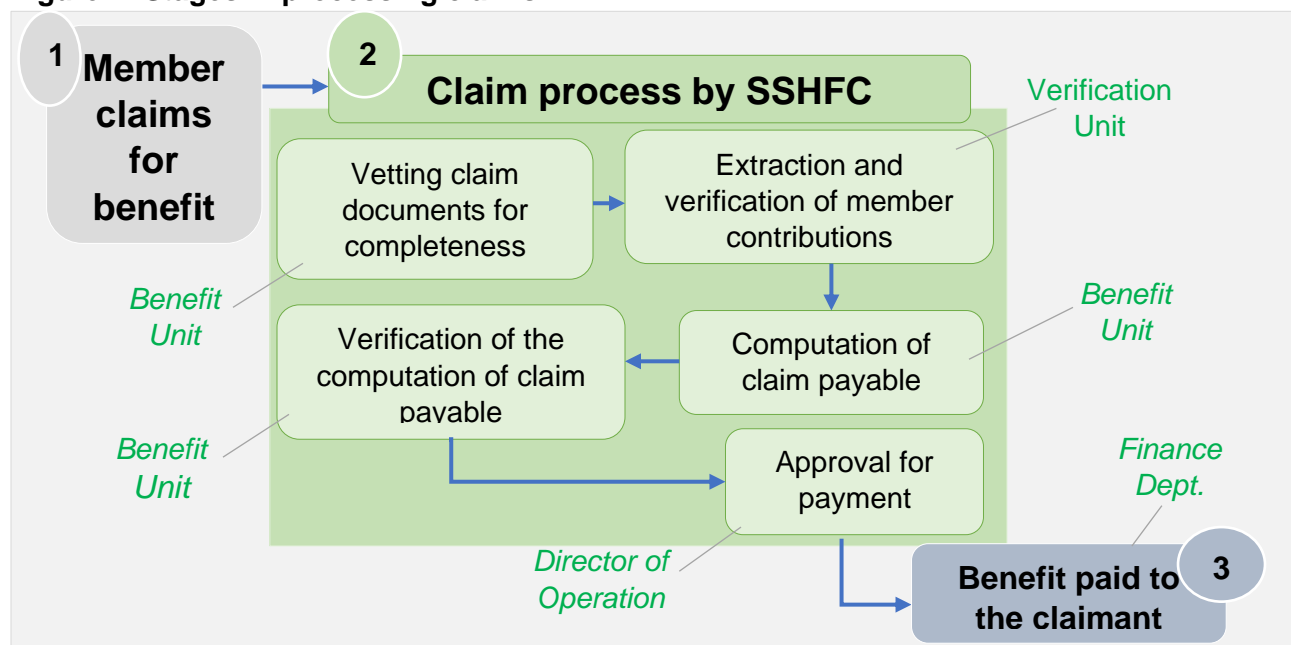 1
Member
claims
for
benefit
2
Claim process by SSHFC
Verification
Unit
Vetting claim
documents for
completeness
Extraction and
verification of member
contributions
Benefit
Unit
Benefit
Unit
Verification of the
computation of claim
payable
Computation of
claim payable
Benefit
Unit
Approval for
payment
Finance
Dept.
Director of
Operation
Benefit paid to
the claimant
3